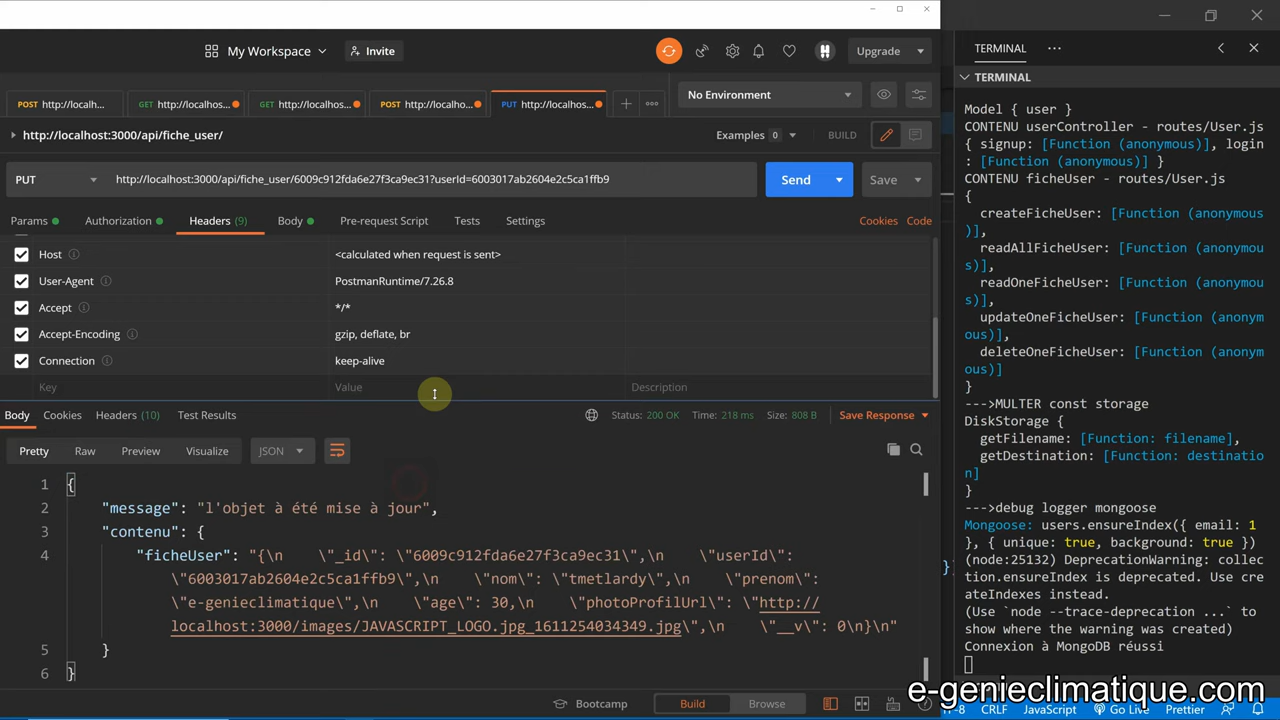 My Workspace
Invite
Upgrade
POST http://localh...
GET http://localhos...
GET http://localhos...
POST http://localho...
PUT http://localhos...
No Environment
http://localhost:3000/api/fiche_user/
Examples 0
BUILD
PUT
http://localhost:3000/api/fiche_user/6009c912fda6e27f3ca9ec31?userId=6003017ab2604e2c5ca1ffb9
Send
Save
Params
Authorization
Headers (9)
Body
Pre-request Script
Tests
Settings
Cookies
Code
Host
<calculated when request is sent>
User-Agent
PostmanRuntime/7.26.8
Accept
*/*
Accept-Encoding
gzip, deflate, br
Connection
keep-alive
Key
Value
Description
Body
Cookies
Headers (10)
Test Results
Status: 200 OK
Time: 218 ms
Size: 808 B
Save Response
Pretty
Raw
Preview
Visualize
JSON
1 {
2 "message": "l'objet à été mise à jour",
3 "contenu": {
4 "ficheUser": "{\n    \"_id\": \"6009c912fda6e27f3ca9ec31\",\n    \"userId\":
\"6003017ab2604e2c5ca1ffb9\",\n    \"nom\": \"tmetlardy\",\n    \"prenom\":
\"e-genieclimatique\",\n    \"age\": 30,\n    \"photoProfilUrl\": \"http://
localhost:3000/images/JAVASCRIPT_LOGO.jpg_1611254034349.jpg\",\n    \"__v\": 0\n}\n"
5 }
6 }
Bootcamp
Build
Browse
TERMINAL
TERMINAL
Model { user }
CONTENU userController - routes/User.js
{ signup: [Function (anonymous)], login
: [Function (anonymous)] }
CONTENU ficheUser - routes/User.js
{
createFicheUser: [Function (anonymous
)],
readAllFicheUser: [Function (anonymou
s)],
readOneFicheUser: [Function (anonymou
s)],
updateOneFicheUser: [Function (anonym
ous)],
deleteOneFicheUser: [Function (anonym
ous)]
}
--->MULTER const storage
DiskStorage {
getFilename: [Function: filename],
getDestination: [Function: destinatio
n]
}
--->debug logger mongoose
Mongoose: users.ensureIndex({ email: 1
}, { unique: true, background: true })
(node:25132) DeprecationWarning: collec
tion.ensureIndex is deprecated. Use cre
ateIndexes instead.
(Use `node --trace-deprecation ...` to
show where the warning was created)
Connexion à MongoDB réussi
})
e-genieclimatique.com
F-8
CRLF
JavaScript
Go Live
Prettier